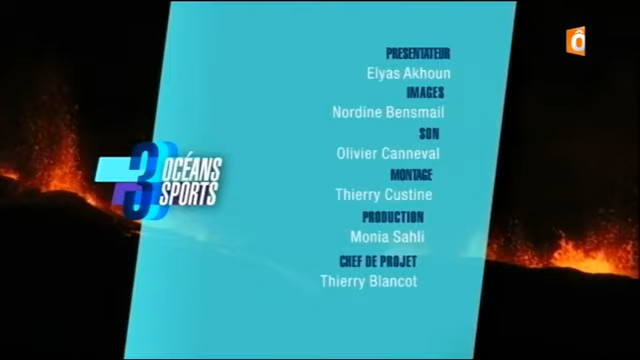 PRESENTATEUR
Elyas Akhoun
IMAGES
Nordine Bensmail
SON
Olivier Canneval
MONTAGE
Thierry Custine
PRODUCTION
Monia Sahli
CHEF DE PROJET
Thierry Blancot
3
OCÉANS
SPORTS
Ô